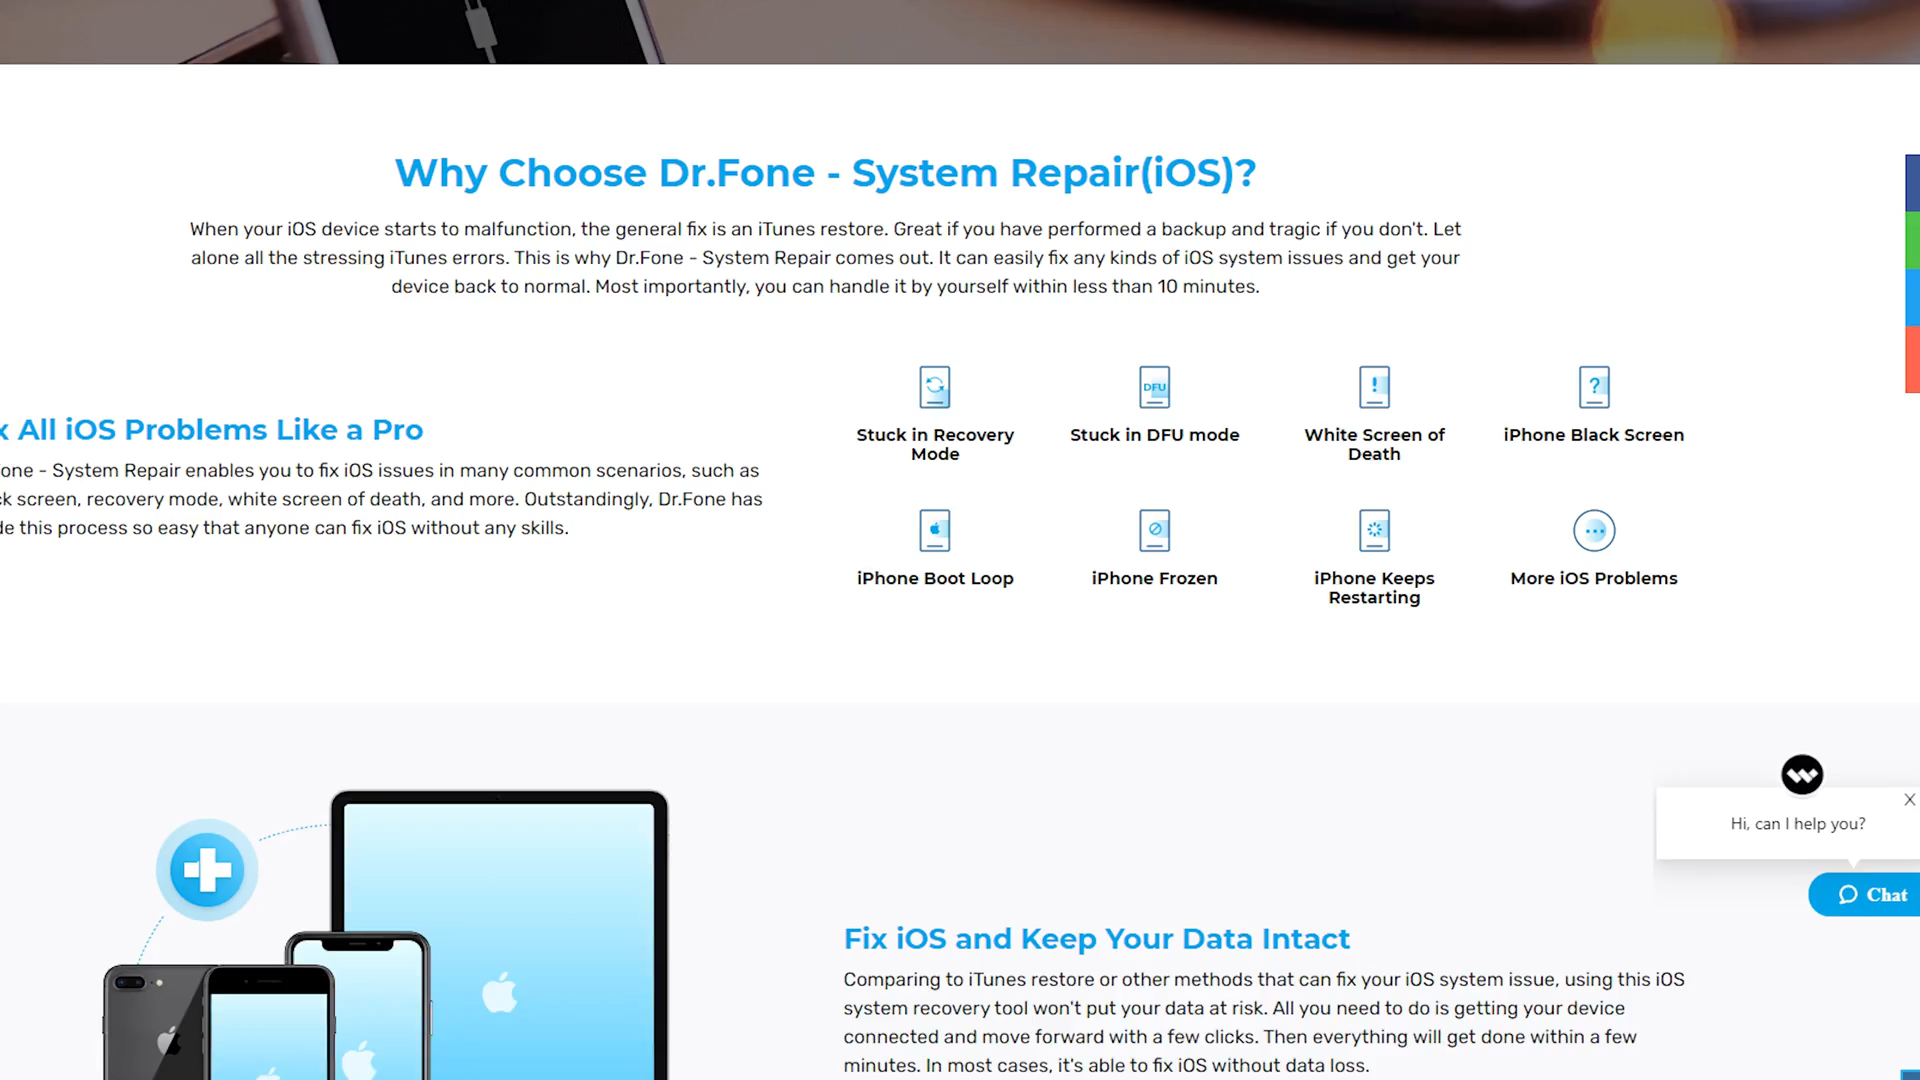 Why Choose Dr.Fone - System Repair(iOS)?
When your iOS device starts to malfunction, the general fix is an iTunes restore. Great if you have performed a backup and tragic if you don't. Let
alone all the stressing iTunes errors. This is why Dr.Fone - System Repair comes out. It can easily fix any kinds of iOS system issues and get your
device back to normal. Most importantly, you can handle it by yourself within less than 10 minutes.
All iOS Problems Like a Pro
- System Repair enables you to fix iOS issues in many common scenarios, such as
screen, recovery mode, white screen of death, and more. Outstandingly, Dr.Fone has
this process so easy that anyone can fix iOS without any skills.
DFU
!
?
Stuck in Recovery
Mode
Stuck in DFU mode
White Screen of
Death
iPhone Black Screen
iPhone Boot Loop
iPhone Frozen
iPhone Keeps
Restarting
More iOS Problems
X
Hi, can I help you?
Chat
Fix iOS and Keep Your Data Intact
Comparing to iTunes restore or other methods that can fix your iOS system issue, using this iOS
system recovery tool won't put your data at risk. All you need to do is getting your device
connected and move forward with a few clicks. Then everything will get done within a few
minutes. In most cases, it's able to fix iOS without data loss.